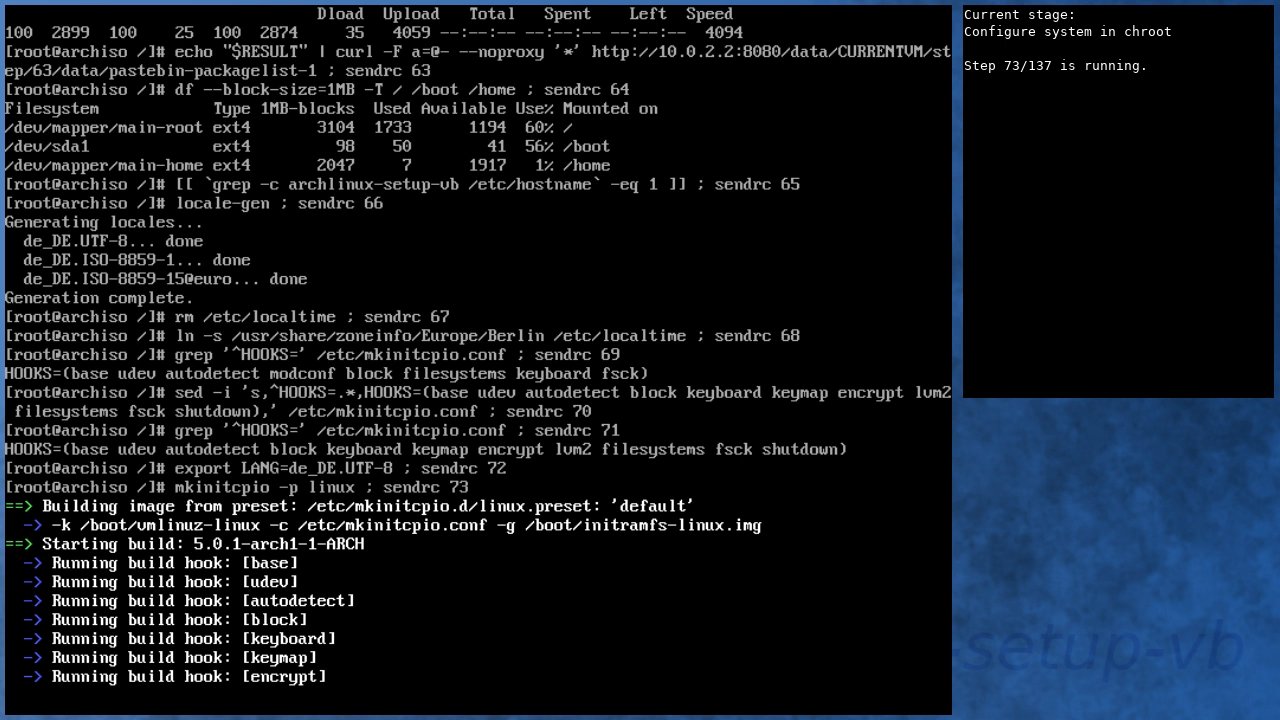 Dload  Upload   Total   Spent    Left  Speed
100  2899  100    25  100  2874     35   4059 --:--:-- --:--:-- --:--:--  4094
[root@archiso /]# echo "$RESULT" | curl -F a=@- --noproxy '*' http://10.0.2.2:8080/data/CURRENTVM/st
ep/63/data/pastebin-packagelist-1 ; sendrc 63
[root@archiso /]# df --block-size=1MB -T / /boot /home ; sendrc 64
Filesystem            Type 1MB-blocks  Used Available Use% Mounted on
/dev/mapper/main-root ext4       3104  1733      1194  60% /
/dev/sda1             ext4         98    50        41  56% /boot
/dev/mapper/main-home ext4       2047     7      1917   1% /home
[root@archiso /]# [[ `grep -c archlinux-setup-vb /etc/hostname` -eq 1 ]] ; sendrc 65
[root@archiso /]# locale-gen ; sendrc 66
Generating locales...
  de_DE.UTF-8... done
  de_DE.ISO-8859-1... done
  de_DE.ISO-8859-15@euro... done
Generation complete.
[root@archiso /]# rm /etc/localtime ; sendrc 67
[root@archiso /]# ln -s /usr/share/zoneinfo/Europe/Berlin /etc/localtime ; sendrc 68
[root@archiso /]# grep '^HOOKS=' /etc/mkinitcpio.conf ; sendrc 69
HOOKS=(base udev autodetect modconf block filesystems keyboard fsck)
[root@archiso /]# sed -i 's,^HOOKS=.*,HOOKS=(base udev autodetect block keyboard keymap encrypt lvm2
 filesystems fsck shutdown),' /etc/mkinitcpio.conf ; sendrc 70
[root@archiso /]# grep '^HOOKS=' /etc/mkinitcpio.conf ; sendrc 71
HOOKS=(base udev autodetect block keyboard keymap encrypt lvm2 filesystems fsck shutdown)
[root@archiso /]# export LANG=de_DE.UTF-8 ; sendrc 72
[root@archiso /]# mkinitcpio -p linux ; sendrc 73
==> Building image from preset: /etc/mkinitcpio.d/linux.preset: 'default'
  -> -k /boot/vmlinuz-linux -c /etc/mkinitcpio.conf -g /boot/initramfs-linux.img
==> Starting build: 5.0.1-arch1-1-ARCH
  -> Running build hook: [base]
  -> Running build hook: [udev]
  -> Running build hook: [autodetect]
  -> Running build hook: [block]
  -> Running build hook: [keyboard]
  -> Running build hook: [keymap]
  -> Running build hook: [encrypt]
Current stage:
Configure system in chroot
Step 73/137 is running.
-setup-vb